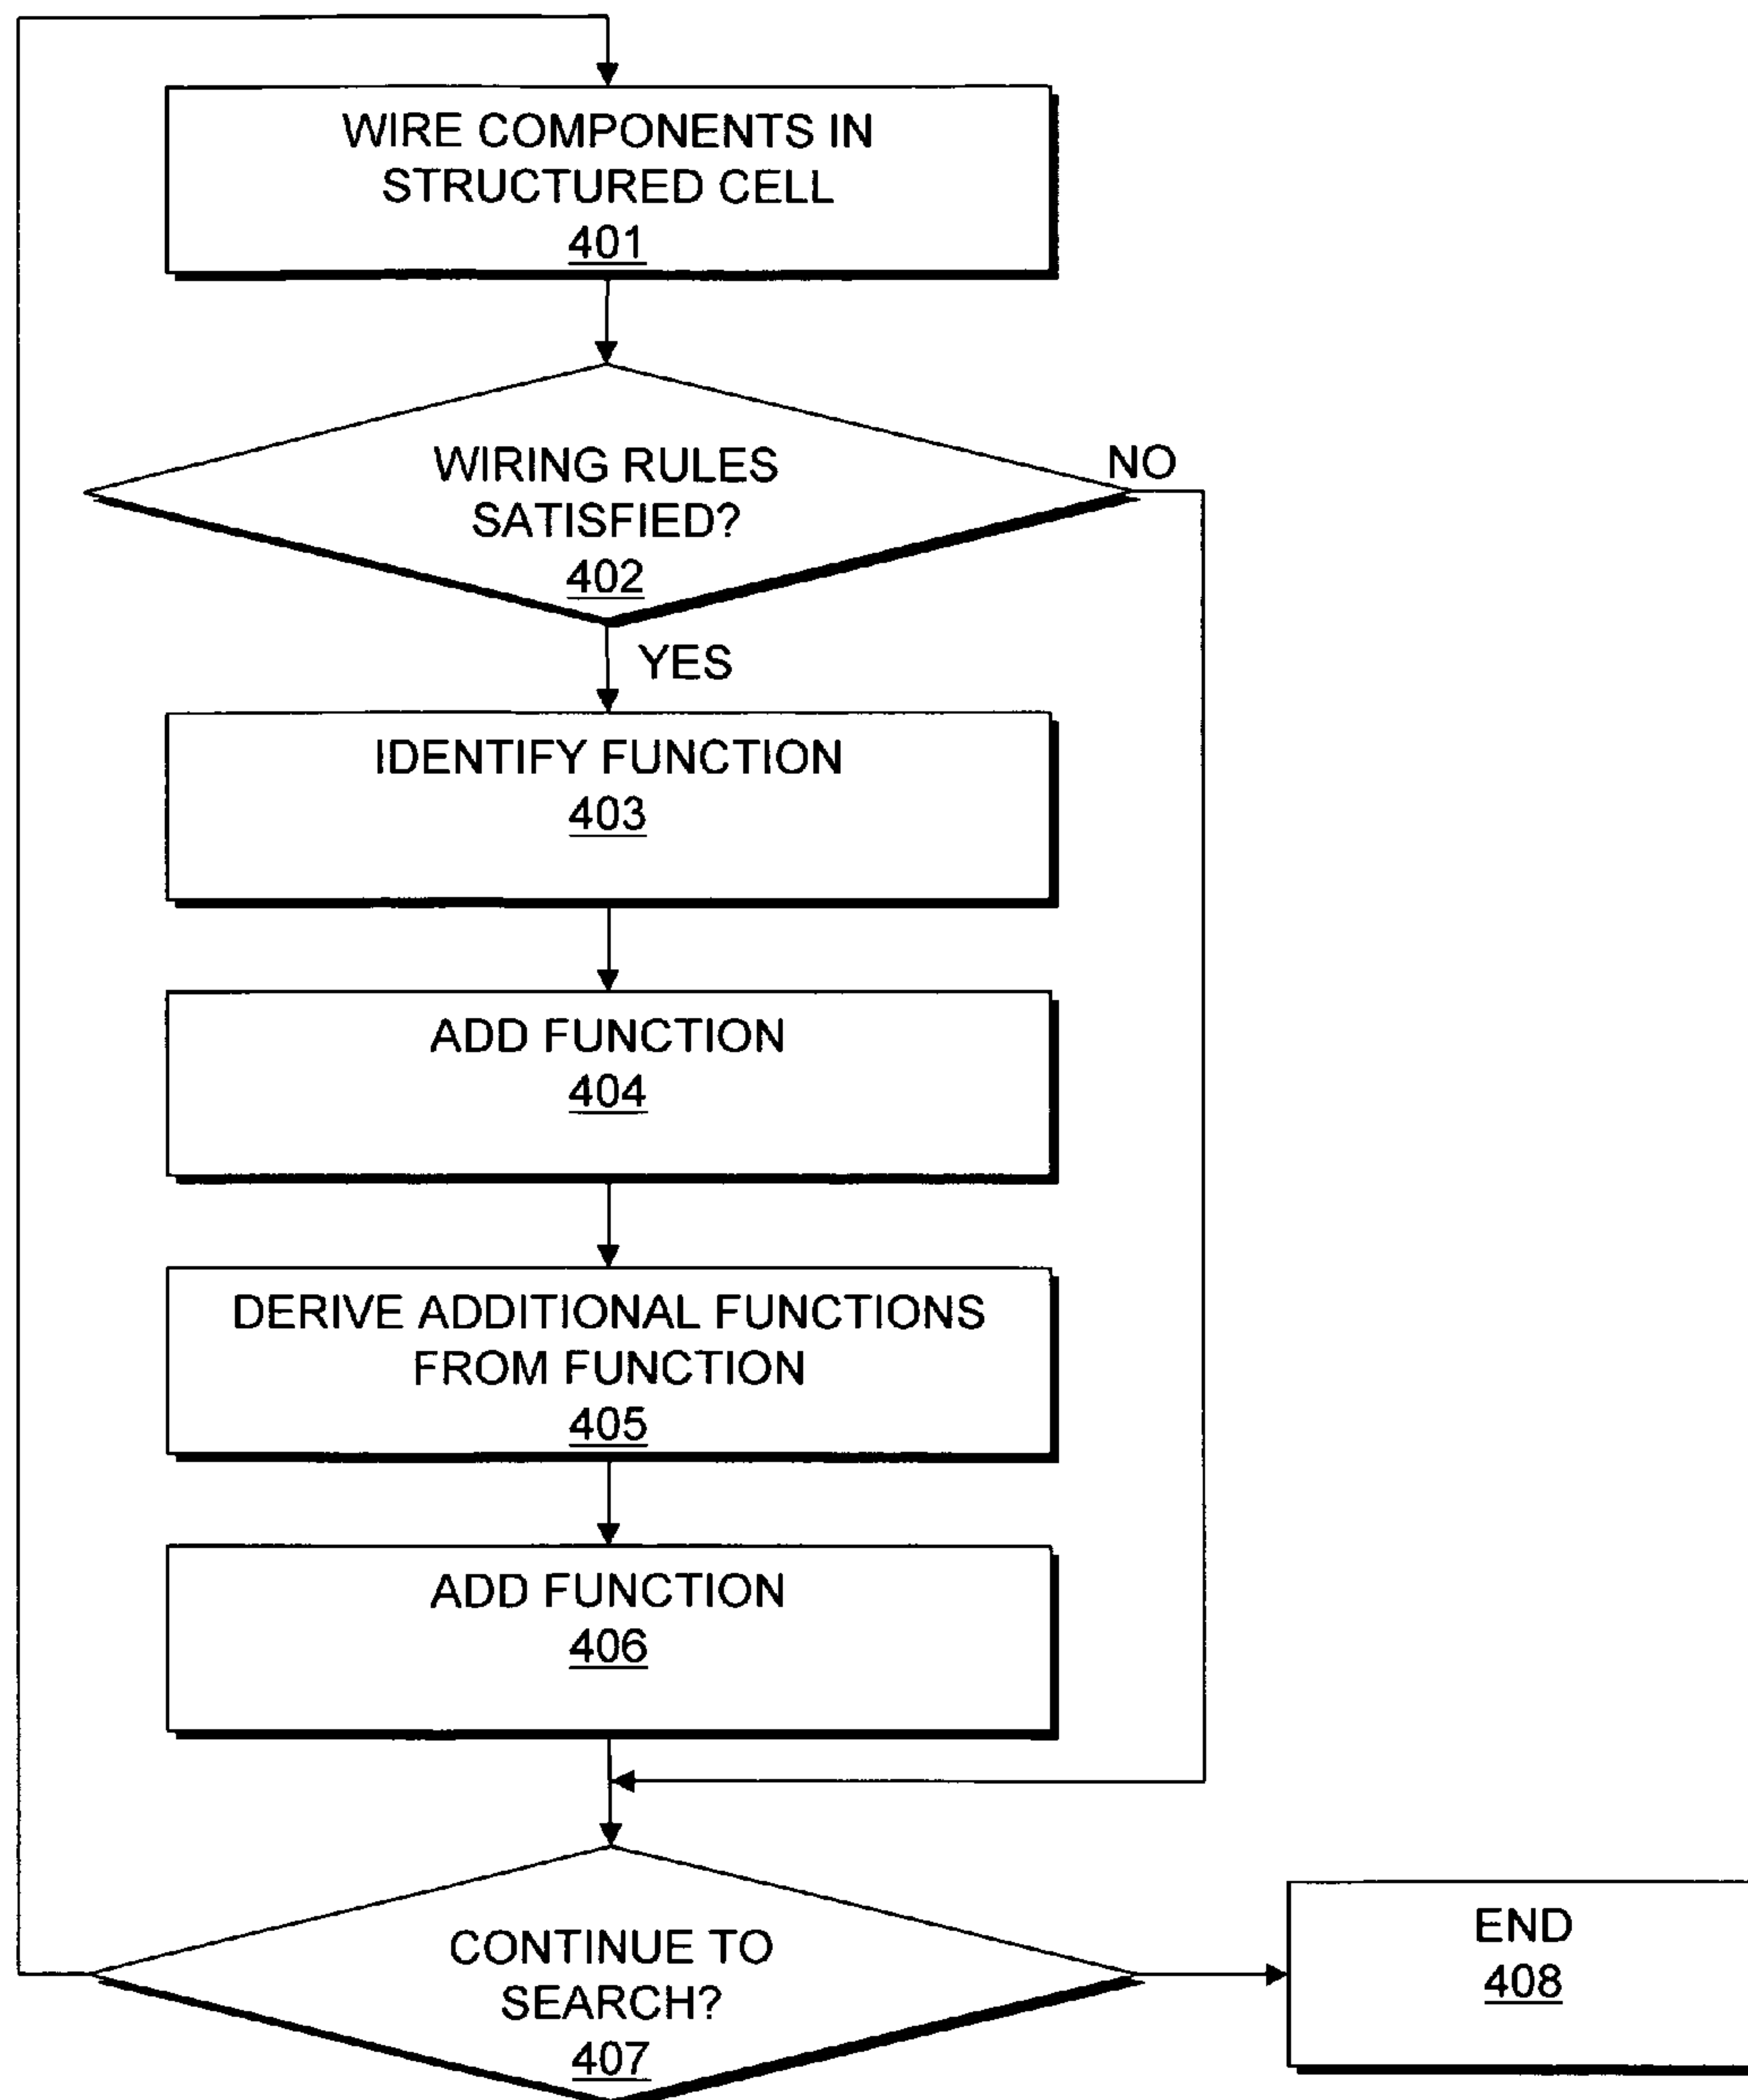 WIRE COMPONENTS IN
STRUCTURED CELL
401
WIRING RULES
SATISFIED?
402
NO
YES
IDENTIFY FUNCTION
403
ADD FUNCTION
404
DERIVE ADDITIONAL FUNCTIONS
FROM FUNCTION
405
ADD FUNCTION
406
CONTINUE TO
SEARCH?
407
END
408